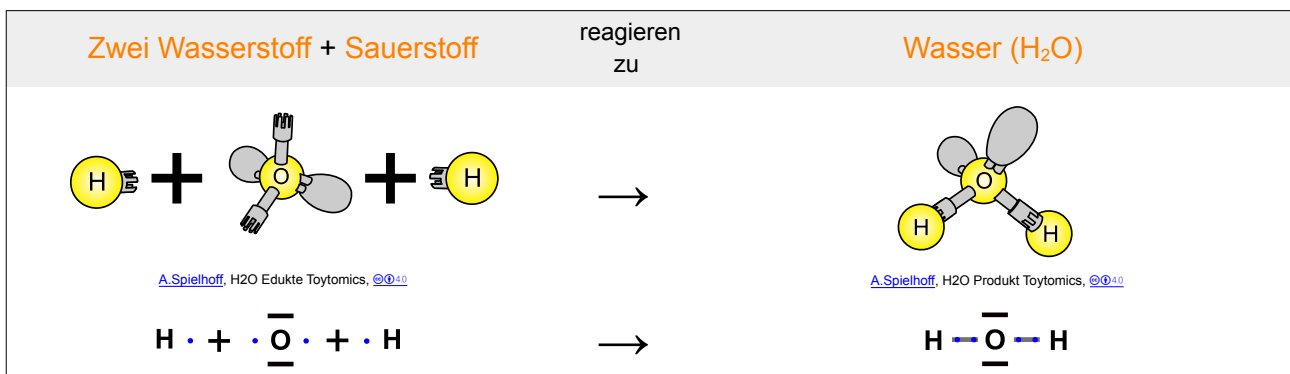 Zwei Wasserstoff + Sauerstoff
reagieren
zu
Wasser (H₂O)
H + O + H → O
H H
A.Spielhoff, H2O Edukte Toytomics, 4.0
A.Spielhoff, H2O Produkt Toytomics, 4.0
H · + · O · + · H → H O H